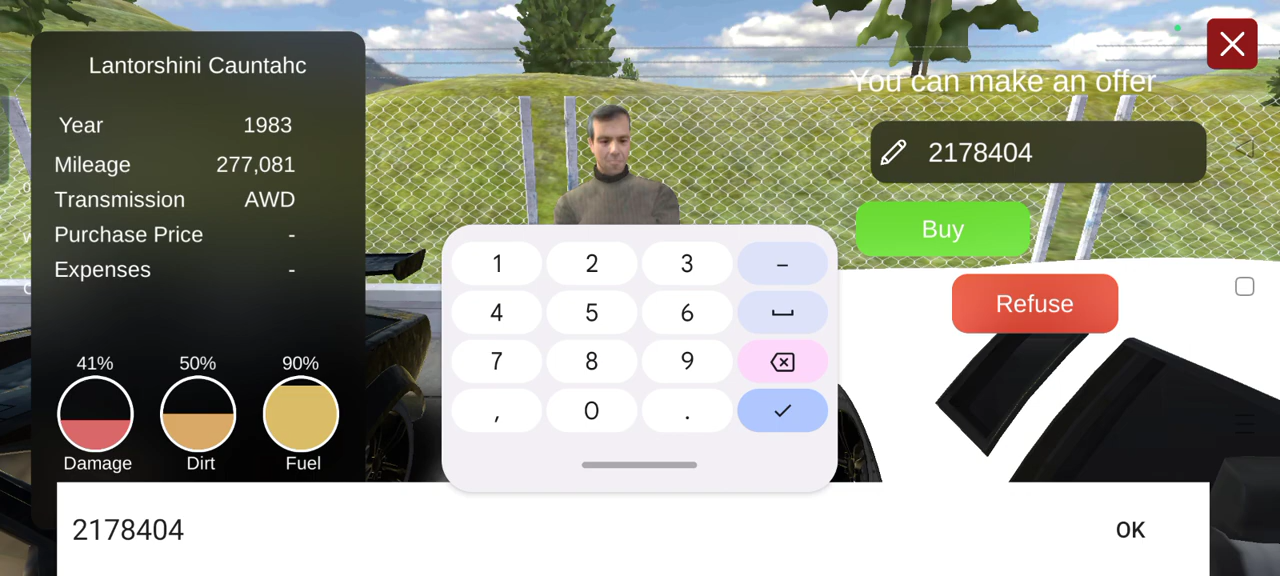 Lantorshini Cauntahc
Year 1983
Mileage 277,081
Transmission AWD
Purchase Price -
Expenses -
41% 50% 90%
Damage Dirt Fuel
You can make an offer
2178404
Buy
Refuse
1 2 3 –
4 5 6
7 8 9
, 0 .
2178404 OK